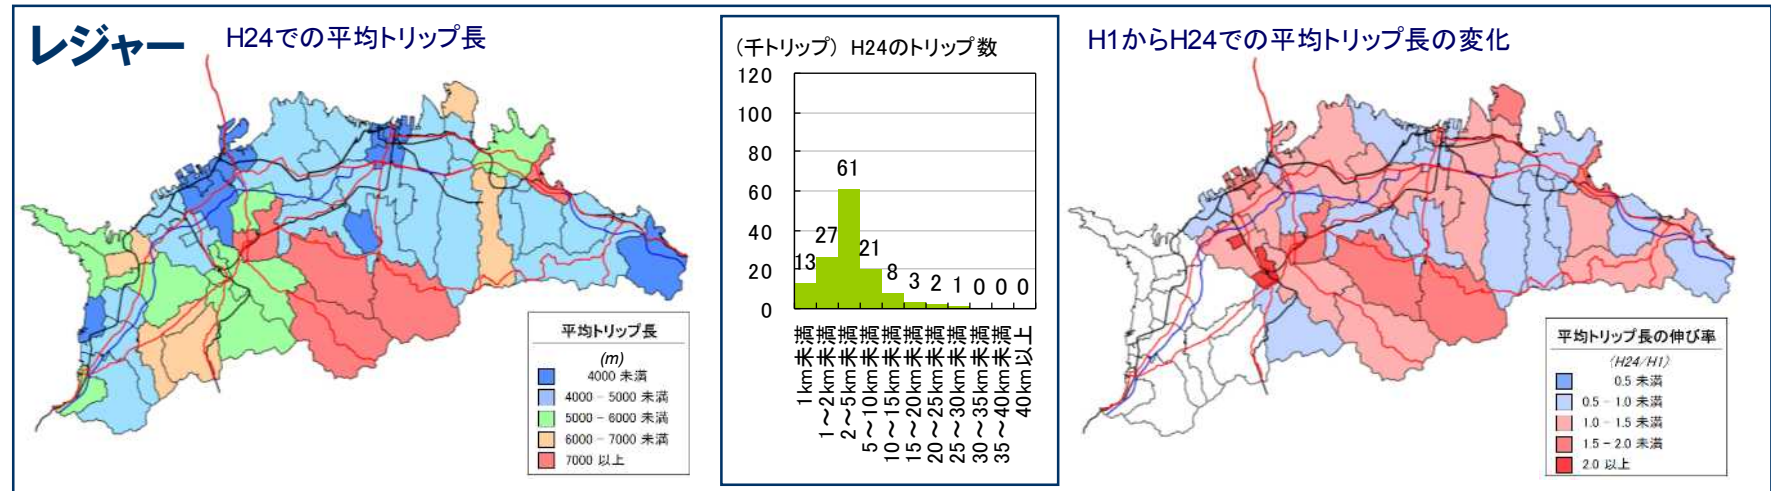 レジャー
H24での平均トリップ長
平均トリップ長
(m)
4000 未満
4000 − 5000 未満
5000 − 6000 未満
6000 − 7000 未満
7000 以上
(千トリップ) H24のトリップ数
120
100
80
60
40
20
0
13
27
61
21
8
3
2
1
0
0
0
1km未満
1〜2km未満
2〜5km未満
5〜10km未満
10〜15km未満
15〜20km未満
20〜25km未満
25〜30km未満
30〜35km未満
35〜40km未満
40km以上
H1からH24での平均トリップ長の変化
平均トリップ長の伸び率
(H24/H1)
0.5 未満
0.5 − 1.0 未満
1.0 − 1.5 未満
1.5 − 2.0 未満
2.0 以上